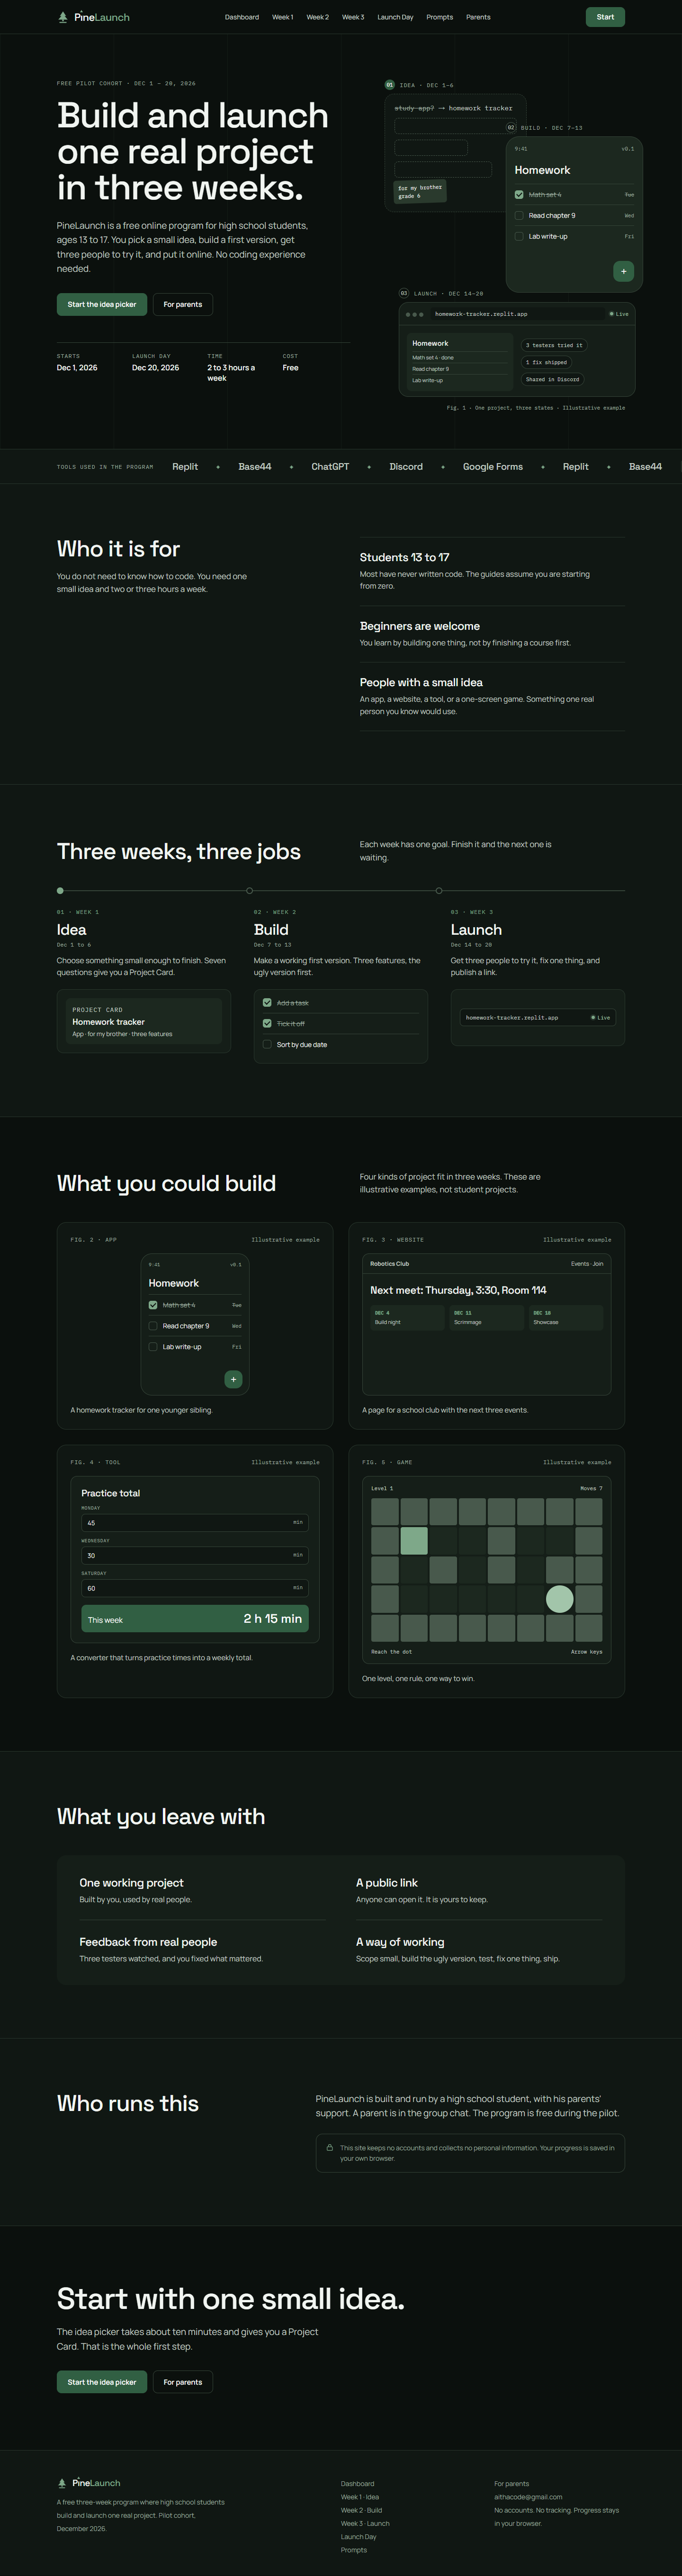 PineLaunch
Dashboard
Week 1
Week 2
Week 3
Launch Day
Prompts
Parents
Start
FREE PILOT COHORT · DEC 1 – 20, 2026
Build and launch
one real project
in three weeks.
PineLaunch is a free online program for high school students,
ages 13 to 17. You pick a small idea, build a first version, get
three people to try it, and put it online. No coding experience
needed.
Start the idea picker
For parents
STARTS
Dec 1, 2026
LAUNCH DAY
Dec 20, 2026
TIME
2 to 3 hours a
week
COST
Free
01 IDEA · DEC 1–6
study app? → homework tracker
for my brother
grade 6
02 BUILD · DEC 7–13
9:41 v0.1
Homework
Math set 4 Tue
Read chapter 9 Wed
Lab write-up Fri
+
03 LAUNCH · DEC 14–20
homework-tracker.replit.app Live
Homework
Math set 4 · done
Read chapter 9
Lab write-up
3 testers tried it
1 fix shipped
Shared in Discord
Fig. 1 · One project, three states · Illustrative example
TOOLS USED IN THE PROGRAM
Replit
Base44
ChatGPT
Discord
Google Forms
Replit
Base44
Who it is for
You do not need to know how to code. You need one
small idea and two or three hours a week.
Students 13 to 17
Most have never written code. The guides assume you are starting
from zero.
Beginners are welcome
You learn by building one thing, not by finishing a course first.
People with a small idea
An app, a website, a tool, or a one-screen game. Something one real
person you know would use.
Three weeks, three jobs
Each week has one goal. Finish it and the next one is
waiting.
01 · WEEK 1
Idea
Dec 1 to 6
Choose something small enough to finish. Seven
questions give you a Project Card.
PROJECT CARD
Homework tracker
App · for my brother · three features
02 · WEEK 2
Build
Dec 7 to 13
Make a working first version. Three features, the
ugly version first.
Add a task
Tick it off
Sort by due date
03 · WEEK 3
Launch
Dec 14 to 20
Get three people to try it, fix one thing, and
publish a link.
homework-tracker.replit.app Live
What you could build
Four kinds of project fit in three weeks. These are
illustrative examples, not student projects.
FIG. 2 · APP Illustrative example
9:41 v0.1
Homework
Math set 4 Tue
Read chapter 9 Wed
Lab write-up Fri
+
A homework tracker for one younger sibling.
FIG. 3 · WEBSITE Illustrative example
Robotics Club Events · Join
Next meet: Thursday, 3:30, Room 114
DEC 4
Build night
DEC 11
Scrimmage
DEC 18
Showcase
A page for a school club with the next three events.
FIG. 4 · TOOL Illustrative example
Practice total
MONDAY
45 min
WEDNESDAY
30 min
SATURDAY
60 min
This week 2 h 15 min
A converter that turns practice times into a weekly total.
FIG. 5 · GAME Illustrative example
Level 1 Moves 7
Reach the dot Arrow keys
One level, one rule, one way to win.
What you leave with
One working project
Built by you, used by real people.
A public link
Anyone can open it. It is yours to keep.
Feedback from real people
Three testers watched, and you fixed what mattered.
A way of working
Scope small, build the ugly version, test, fix one thing, ship.
Who runs this
PineLaunch is built and run by a high school student, with his parents'
support. A parent is in the group chat. The program is free during the pilot.
This site keeps no accounts and collects no personal information. Your progress is saved in
your own browser.
Start with one small idea.
The idea picker takes about ten minutes and gives you a Project
Card. That is the whole first step.
Start the idea picker
For parents
PineLaunch
A free three-week program where high school students
build and launch one real project. Pilot cohort,
December 2026.
Dashboard
Week 1 · Idea
Week 2 · Build
Week 3 · Launch
Launch Day
Prompts
For parents
aithacode@gmail.com
No accounts. No tracking. Progress stays
in your browser.